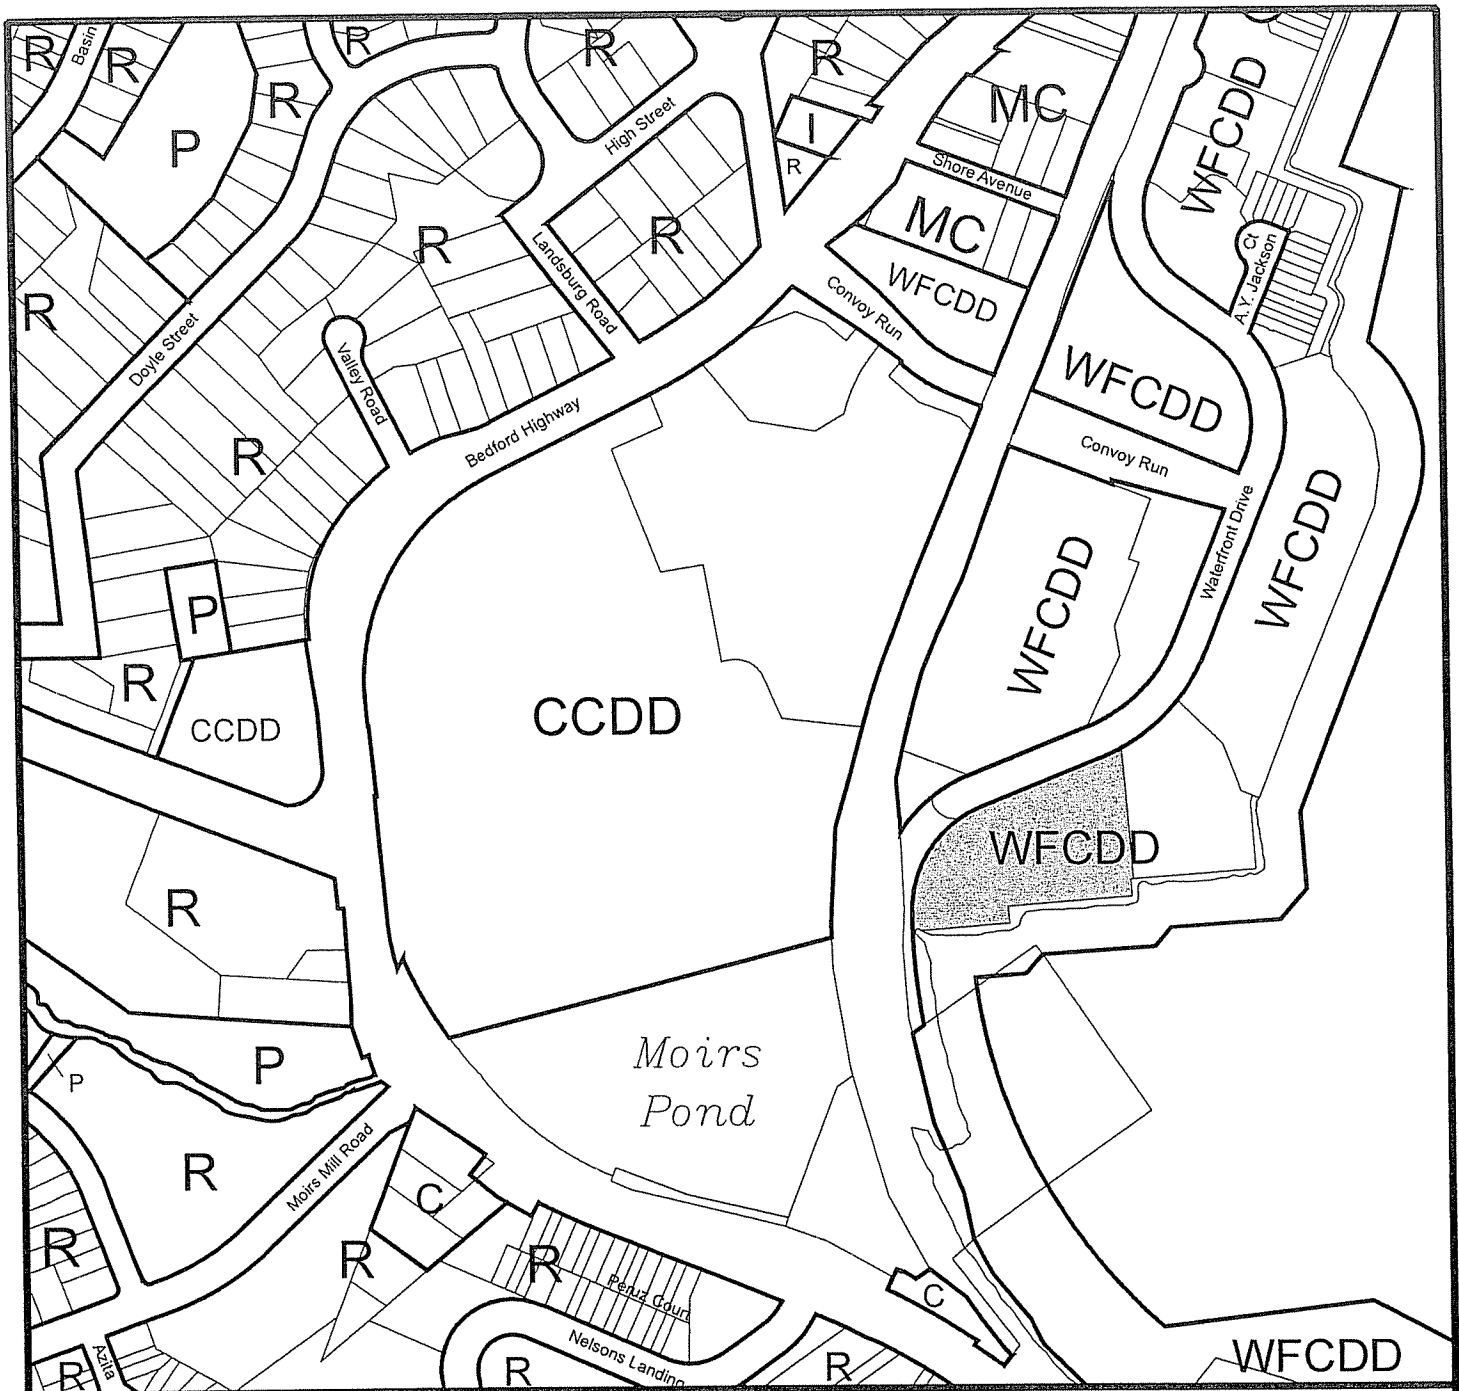 R
Basin
R
R
R
R
R
P
I
R
High Street
MC
WFCDD
Shore Avenue
MC
WFCDD
A. Y. Jackson
Ct
R
R
R
Landsburg Road
Convoy Run
Doyle Street
Valley Road
WFCDD
Bedford Highway
Convoy Run
R
Waterfront Drive
WFCDD
WFCDD
P
R
CCDD
CCDD
WFCDD
R
Moirs
Pond
P
P
R
Moirs Mill Road
C
R
R
R
Peruz Cour
C
Nelsons Landing
Azita
R
R
R
WFCDD